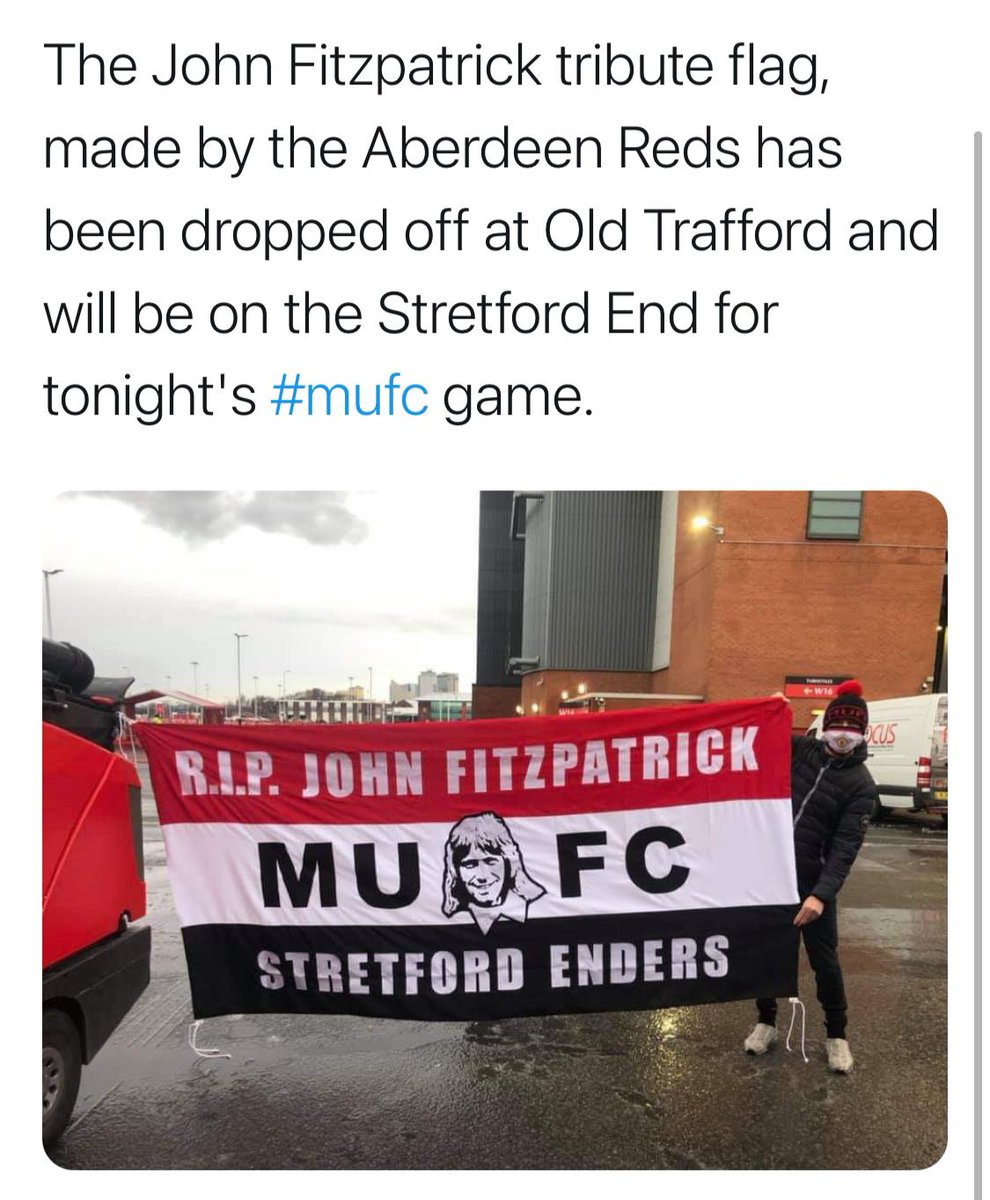 The John Fitzpatrick tribute flag,
made by the Aberdeen Reds has
been dropped off at Old Trafford and
will be on the Stretford End for
tonight's #mufc game.
← W16
R.I.P. JOHN FITZPATRICK
MU FC
STRETFORD ENDERS